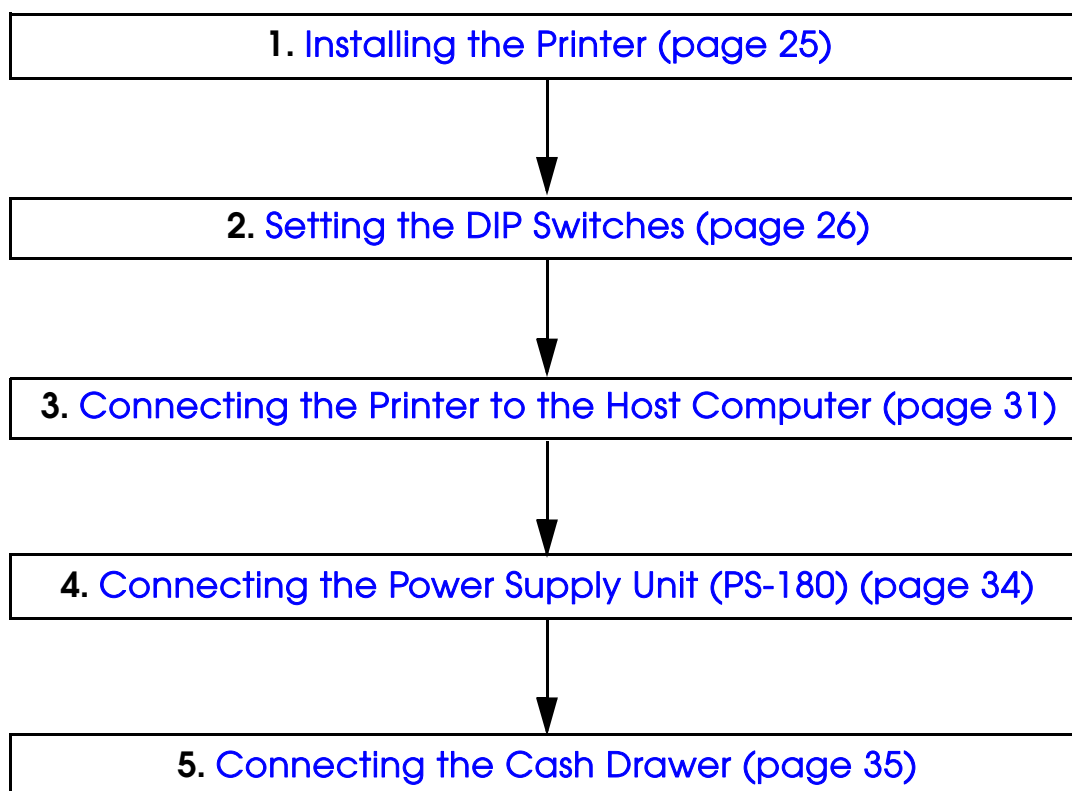 1. Installing the Printer (page 25)
2. Setting the DIP Switches (page 26)
3. Connecting the Printer to the Host Computer (page 31)
4. Connecting the Power Supply Unit (PS-180) (page 34)
5. Connecting the Cash Drawer (page 35)